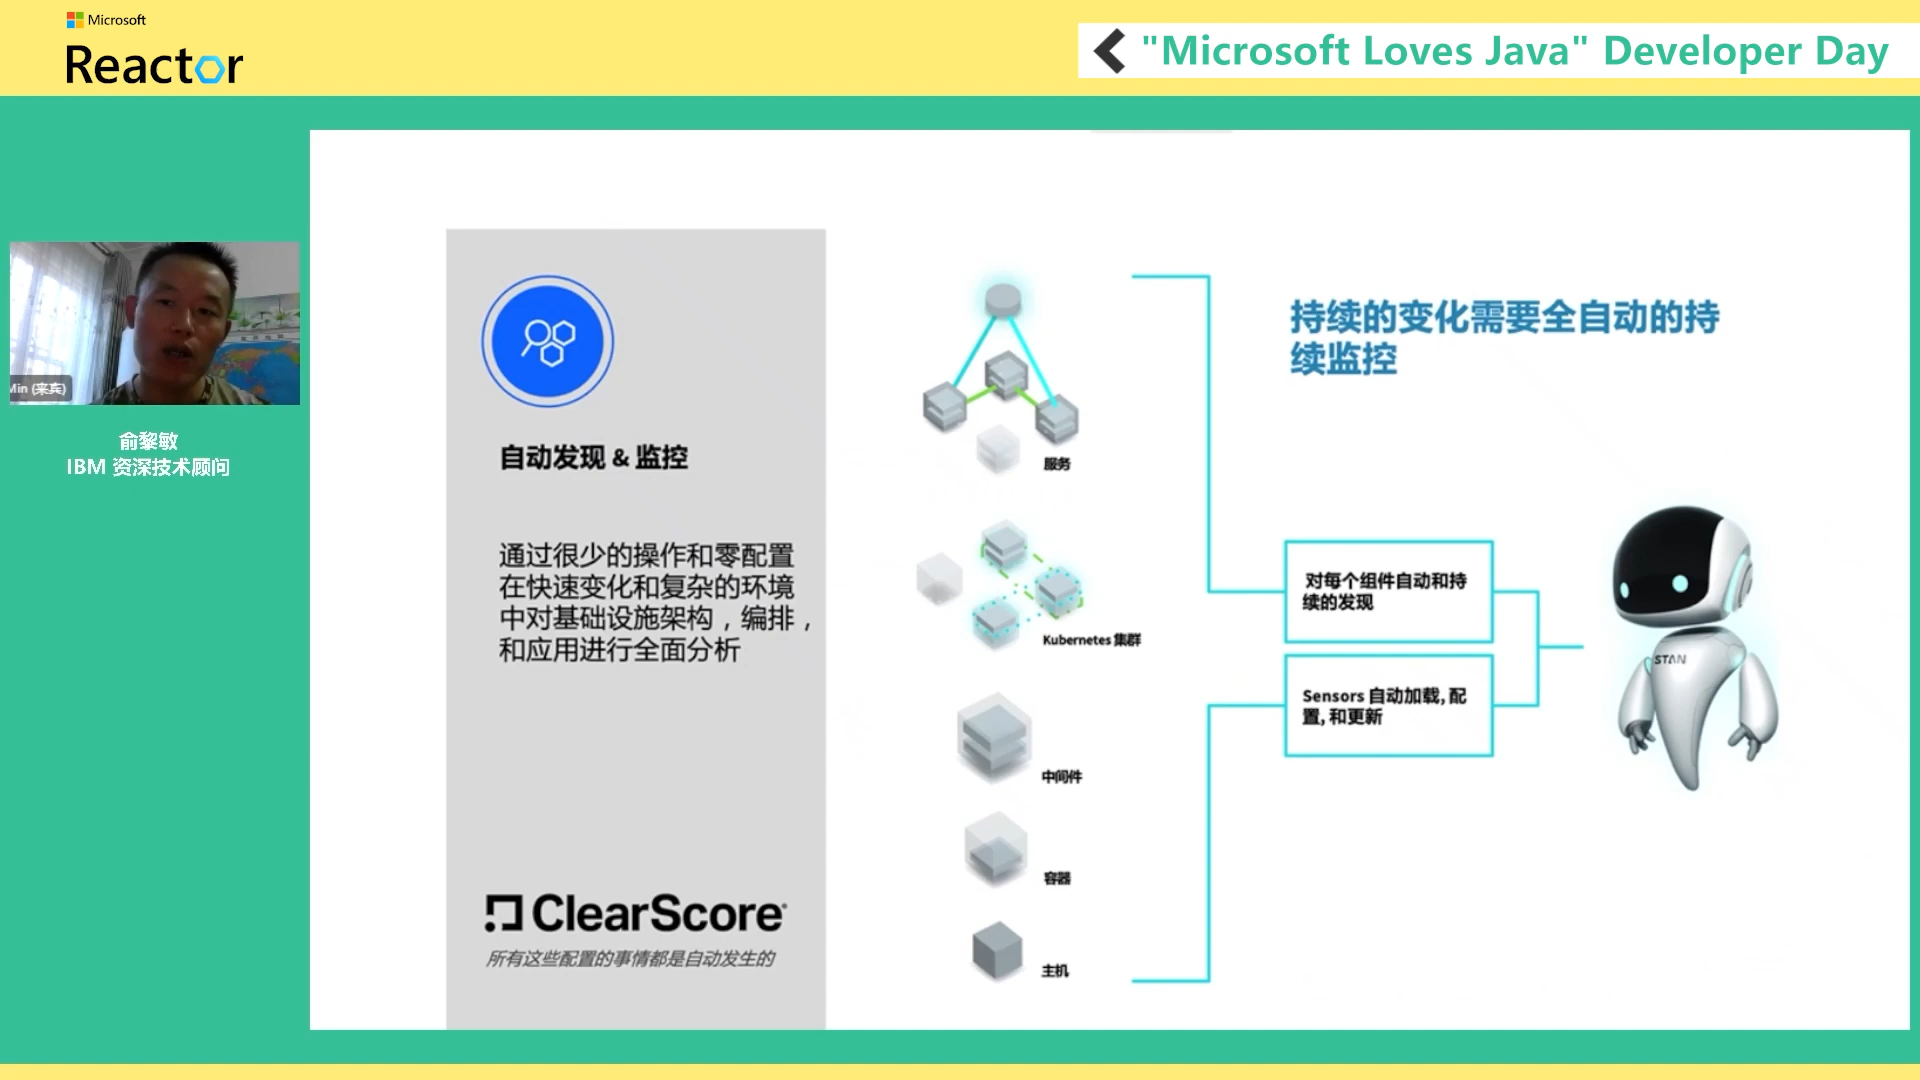 Microsoft
Reactor
"Microsoft Loves Java" Developer Day
Min (来宾)
俞黎敏
IBM 资深技术顾问
自动发现 & 监控
通过很少的操作和零配置
在快速变化和复杂的环境
中对基础设施架构，编排，
和应用进行全面分析
ClearScore
所有这些配置的事情都是自动发生的
服务
Kubernetes 集群
中间件
容器
主机
持续的变化需要全自动的持
续监控
对每个组件自动和持
续的发现
Sensors 自动加载, 配
置, 和更新
STAN